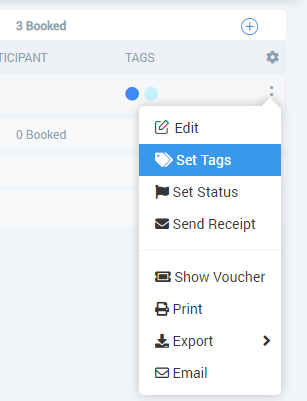 3 Booked
TICIPANT TAGS
Edit
0 Booked
Set Tags
Set Status
Send Receipt
Show Voucher
Print
Export
Email